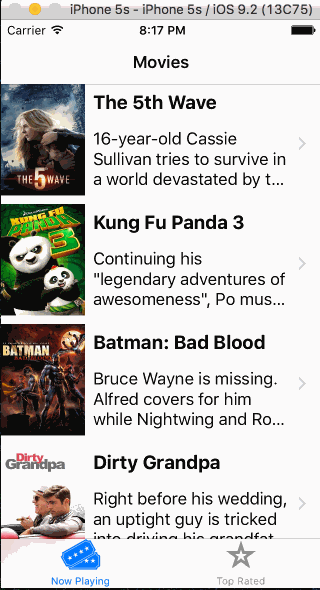 iPhone 5s - iPhone 5s / iOS 9.2 (13C75)
Carrier 8:17 PM
Movies
The 5th Wave
16-year-old Cassie
Sullivan tries to survive in
a world devastated by t...
THE 5 WAVE
Kung Fu Panda 3
Continuing his
"legendary adventures of
awesomeness", Po mus...
KUNG FU
PANDA
3
Batman: Bad Blood
Bruce Wayne is missing.
Alfred covers for him
while Nightwing and Ro...
BATMAN
Dirty Grandpa
Right before his wedding,
an uptight guy is tricked
into driving his grandfat
Dirty
Grandpa
Now Playing
Top Rated